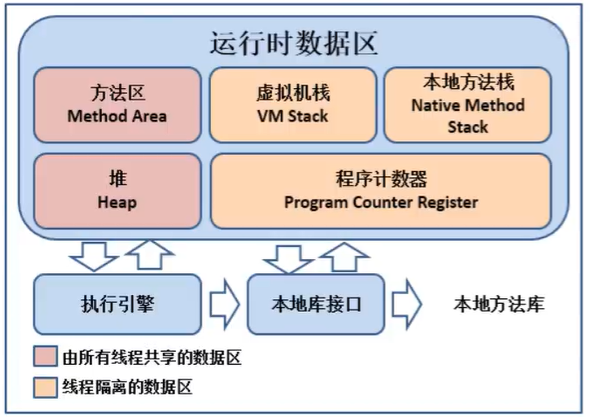 运行时数据区
方法区
Method Area
虚拟机栈
VM Stack
本地方法栈
Native Method
Stack
堆
Heap
程序计数器
Program Counter Register
执行引擎
本地库接口
本地方法库
由所有线程共享的数据区
线程隔离的数据区